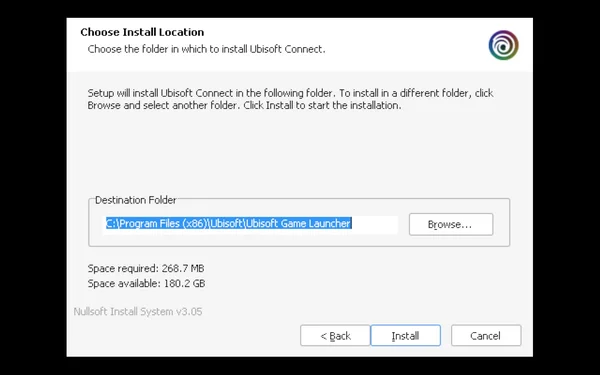 Choose Install Location
Choose the folder in which to install Ubisoft Connect.
Setup will install Ubisoft Connect in the following folder. To install in a different folder, click
Browse and select another folder. Click Install to start the installation.
Destination Folder
C:\Program Files (x86)\Ubisoft\Ubisoft Game Launcher
Browse...
Space required: 268.7 MB
Space available: 180.2 GB
Nullsoft Install System v3.05
< Back
Install
Cancel